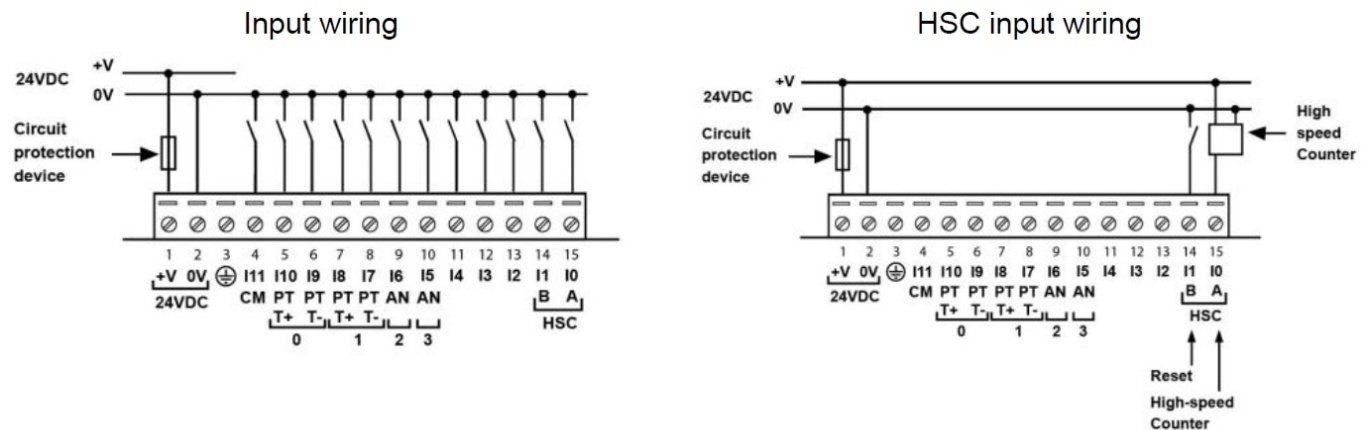 Input wiring
24VDC
+V
0V
Circuit
protection
device
1 2 3 4 5 6 7 8 9 10 11 12 13 14 15
+V 0V I11 I10 I9 I8 I7 I6 I5 I4 I3 I2 I1 I0
24VDC CM PT PT PT PT AN AN B A
T+ T- T+ T- HSC
0 1 2 3
HSC input wiring
24VDC
+V
0V
Circuit
protection
device
High
speed
Counter
1 2 3 4 5 6 7 8 9 10 11 12 13 14 15
+V 0V I11 I10 I9 I8 I7 I6 I5 I4 I3 I2 I1 I0
24VDC CM PT PT PT PT AN AN B A
T+ T- T+ T- HSC
0 1 2 3
Reset
High-speed
Counter